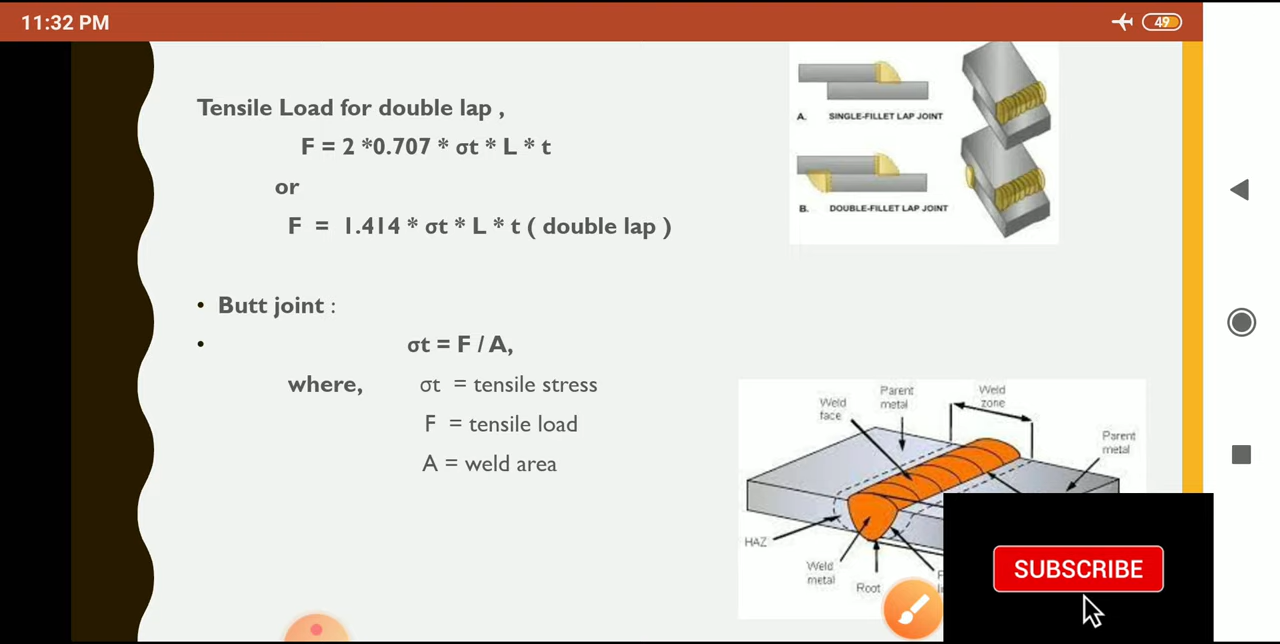 11:32 PM
49
Tensile Load for double lap ,
F = 2 *0.707 * σt * L * t
or
F = 1.414 * σt * L * t ( double lap )
A. SINGLE-FILLET LAP JOINT
B. DOUBLE-FILLET LAP JOINT
• Butt joint :
• σt = F / A,
where, σt = tensile stress
F = tensile load
A = weld area
Weld
face
Parent
metal
Weld
zone
Parent
metal
HAZ
Weld
metal
Root
SUBSCRIBE